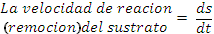 La velocidad de reacion
(remocion)del sustrato
= ds
dt